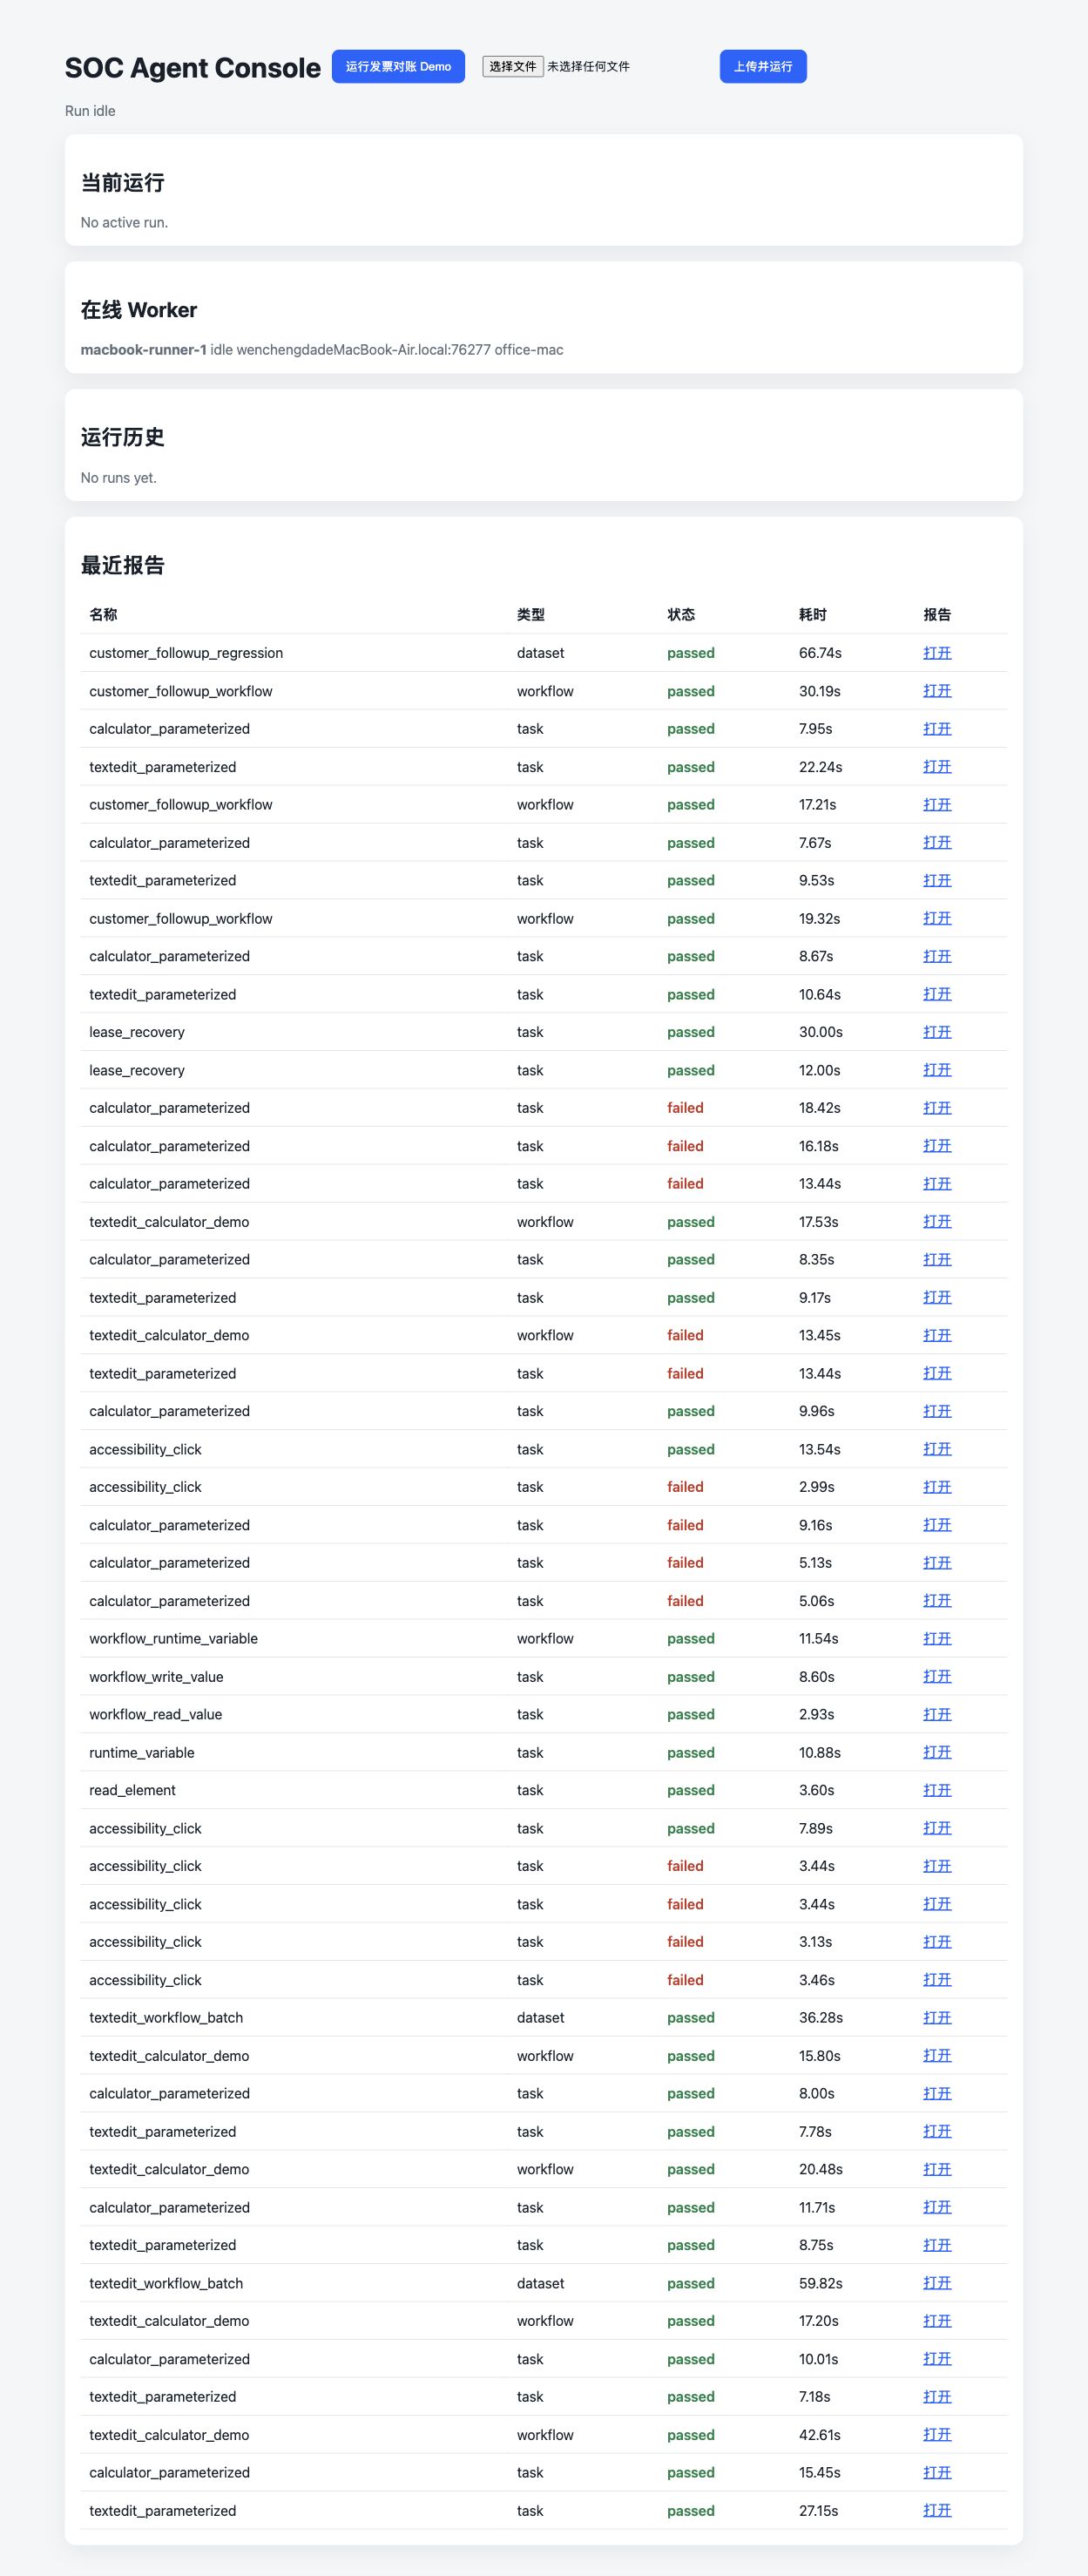 SOC Agent Console 运行发票对账 Demo 选择文件 未选择任何文件 上传并运行
Run idle
当前运行
No active run.
在线 Worker
macbook-runner-1 idle wenchengdadeMacBook-Air.local:76277 office-mac
运行历史
No runs yet.
最近报告
名称 类型 状态 耗时 报告
customer_followup_regression dataset passed 66.74s 打开
customer_followup_workflow workflow passed 30.19s 打开
calculator_parameterized task passed 7.95s 打开
textedit_parameterized task passed 22.24s 打开
customer_followup_workflow workflow passed 17.21s 打开
calculator_parameterized task passed 7.67s 打开
textedit_parameterized task passed 9.53s 打开
customer_followup_workflow workflow passed 19.32s 打开
calculator_parameterized task passed 8.67s 打开
textedit_parameterized task passed 10.64s 打开
lease_recovery task passed 30.00s 打开
lease_recovery task passed 12.00s 打开
calculator_parameterized task failed 18.42s 打开
calculator_parameterized task failed 16.18s 打开
calculator_parameterized task failed 13.44s 打开
textedit_calculator_demo workflow passed 17.53s 打开
calculator_parameterized task passed 8.35s 打开
textedit_parameterized task passed 9.17s 打开
textedit_calculator_demo workflow failed 13.45s 打开
textedit_parameterized task failed 13.44s 打开
calculator_parameterized task passed 9.96s 打开
accessibility_click task passed 13.54s 打开
accessibility_click task failed 2.99s 打开
calculator_parameterized task failed 9.16s 打开
calculator_parameterized task failed 5.13s 打开
calculator_parameterized task failed 5.06s 打开
workflow_runtime_variable workflow passed 11.54s 打开
workflow_write_value task passed 8.60s 打开
workflow_read_value task passed 2.93s 打开
runtime_variable task passed 10.88s 打开
read_element task passed 3.60s 打开
accessibility_click task passed 7.89s 打开
accessibility_click task failed 3.44s 打开
accessibility_click task failed 3.44s 打开
accessibility_click task failed 3.13s 打开
accessibility_click task failed 3.46s 打开
textedit_workflow_batch dataset passed 36.28s 打开
textedit_calculator_demo workflow passed 15.80s 打开
calculator_parameterized task passed 8.00s 打开
textedit_parameterized task passed 7.78s 打开
textedit_calculator_demo workflow passed 20.48s 打开
calculator_parameterized task passed 11.71s 打开
textedit_parameterized task passed 8.75s 打开
textedit_workflow_batch dataset passed 59.82s 打开
textedit_calculator_demo workflow passed 17.20s 打开
calculator_parameterized task passed 10.01s 打开
textedit_parameterized task passed 7.18s 打开
textedit_calculator_demo workflow passed 42.61s 打开
calculator_parameterized task passed 15.45s 打开
textedit_parameterized task passed 27.15s 打开